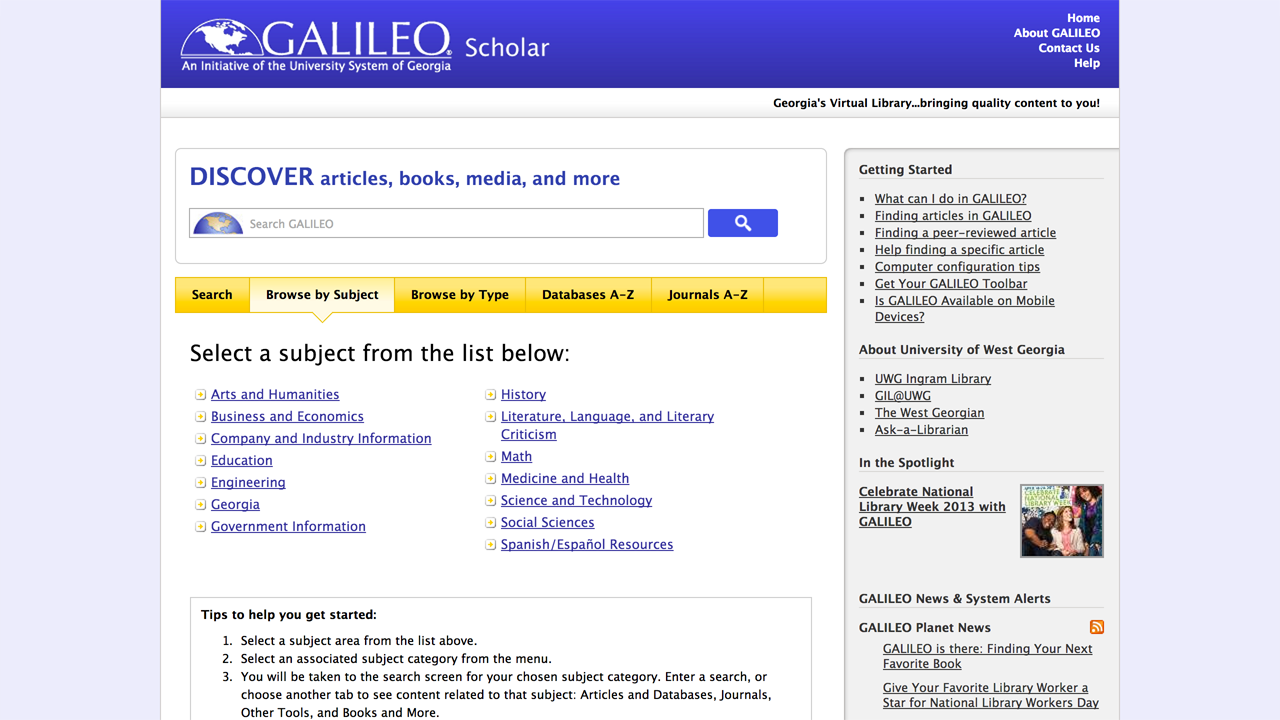 GALILEO® Scholar
An Initiative of the University System of Georgia
Home
About GALILEO
Contact Us
Help
Georgia's Virtual Library...bringing quality content to you!
DISCOVER articles, books, media, and more
Search GALILEO
Search
Browse by Subject
Browse by Type
Databases A-Z
Journals A-Z
Select a subject from the list below:
Arts and Humanities
Business and Economics
Company and Industry Information
Education
Engineering
Georgia
Government Information
History
Literature, Language, and Literary
Criticism
Math
Medicine and Health
Science and Technology
Social Sciences
Spanish/Español Resources
Tips to help you get started:
1. Select a subject area from the list above.
2. Select an associated subject category from the menu.
3. You will be taken to the search screen for your chosen subject category. Enter a search, or
choose another tab to see content related to that subject: Articles and Databases, Journals,
Other Tools, and Books and More.
Getting Started
What can I do in GALILEO?
Finding articles in GALILEO
Finding a peer-reviewed article
Help finding a specific article
Computer configuration tips
Get Your GALILEO Toolbar
Is GALILEO Available on Mobile
Devices?
About University of West Georgia
UWG Ingram Library
GIL@UWG
The West Georgian
Ask-a-Librarian
In the Spotlight
Celebrate National
Library Week 2013 with
GALILEO
CELEBRATE
NATIONAL
LIBRARY WEEK
GALILEO News & System Alerts
GALILEO Planet News
GALILEO is there: Finding Your Next
Favorite Book
Give Your Favorite Library Worker a
Star for National Library Workers Day